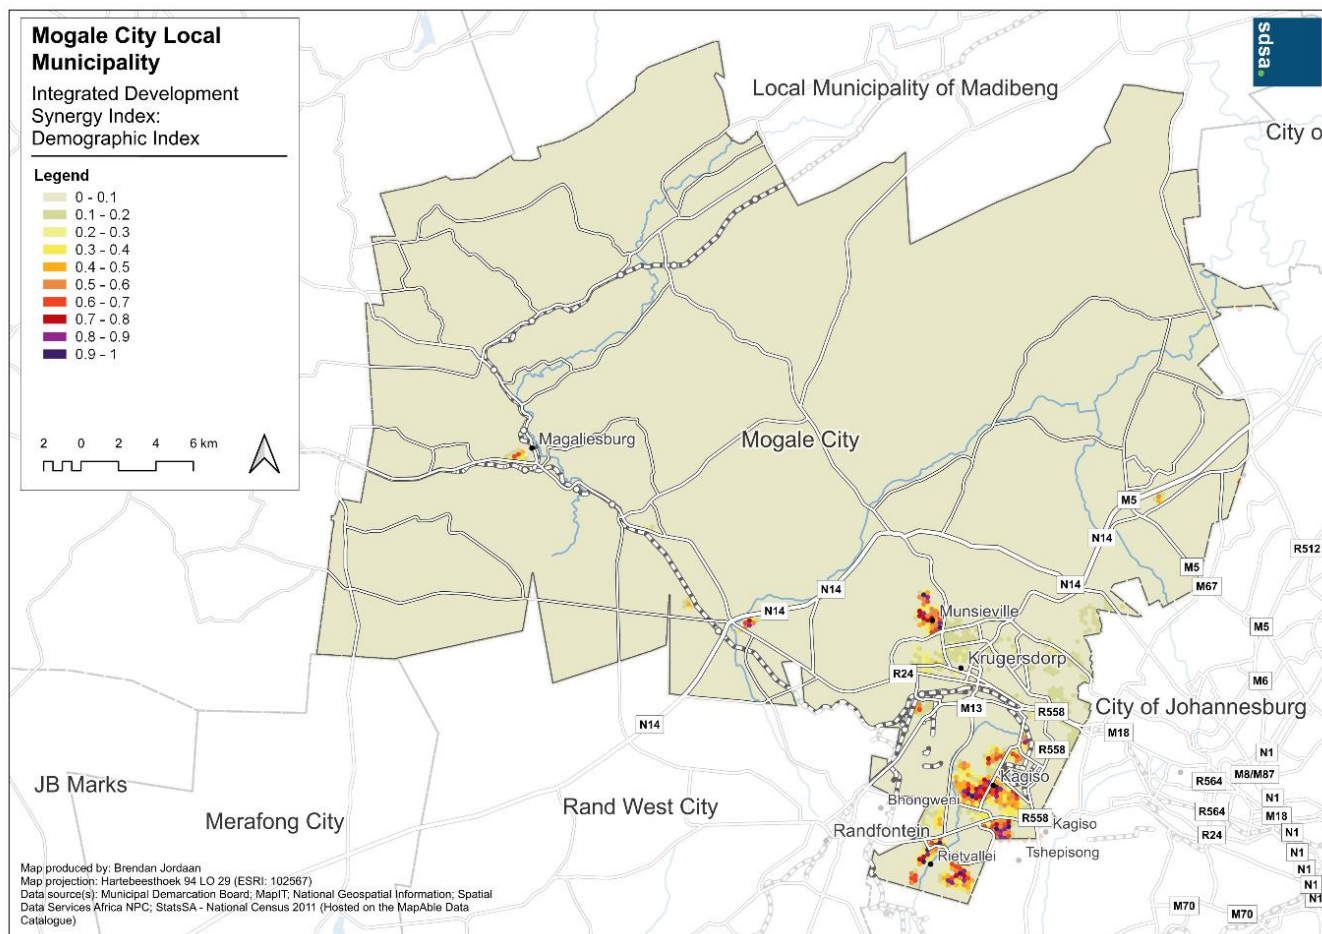 Mogale City Local
Municipality
Integrated Development
Synergy Index:
Demographic Index
Legend
0 - 0.1
0.1 - 0.2
0.2 - 0.3
0.3 - 0.4
0.4 - 0.5
0.5 - 0.6
0.6 - 0.7
0.7 - 0.8
0.8 - 0.9
0.9 - 1
2 0 2 4 6 km
sdsa.
Local Municipality of Madibeng
City o
Magaliesburg
Mogale City
M5
N14
R512
N14
M5
M67
N14
N14
Munsieville
M5
Krugersdorp
R24
M6
M13
R558
City of Johannesburg
N14
M18
R558
N1
JB Marks
Kagiso
R564
M8/M87
Rand West City
Bhongweni
N1
Merafong City
R558
R564
M18
Randfontein
Kagiso
R24
N1
Tshepisong
N1
Rietvallei
N1
N1
N1
M70
M70
Map produced by: Brendan Jordaan
Map projection: Hartebeesthoek 94 LO 29 (ESRI: 102567)
Data source(s): Municipal Demarcation Board; MapIT; National Geospatial Information; Spatial
Data Services Africa NPC; StatsSA - National Census 2011 (Hosted on the MapAble Data
Catalogue)